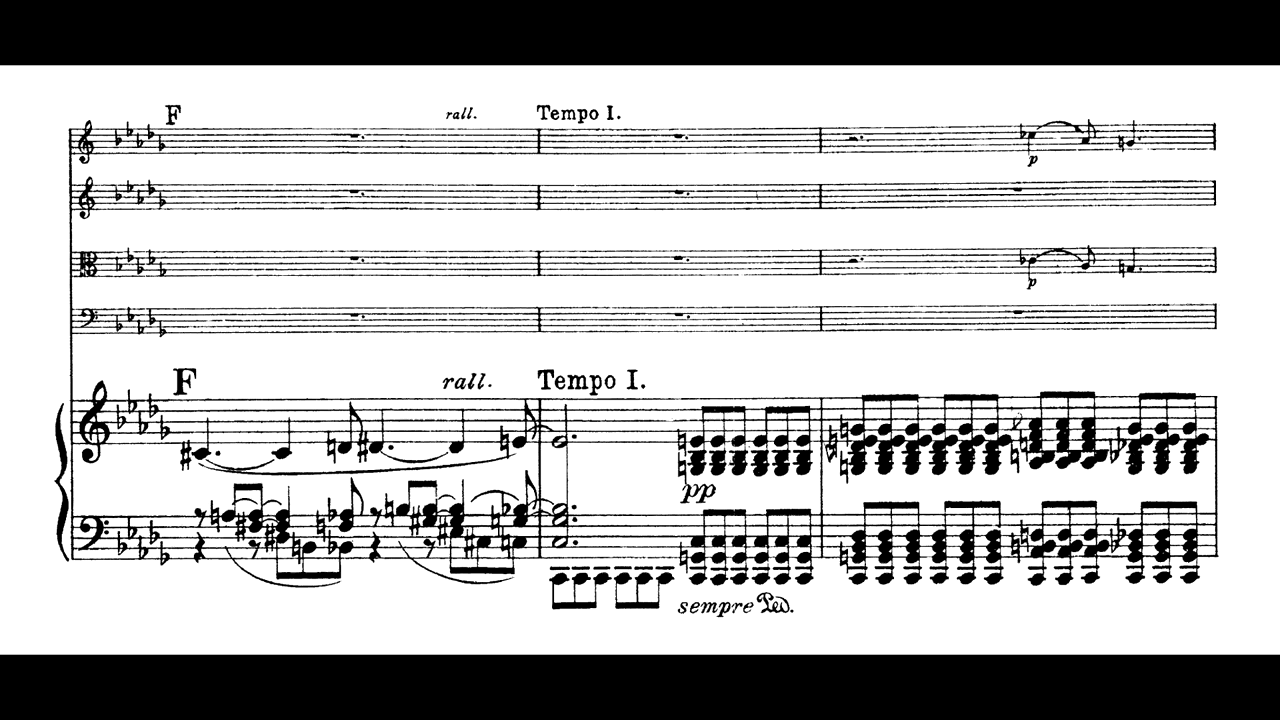 F rall. Tempo I.
p
p
F rall. Tempo I.
pp
sempre Ped.